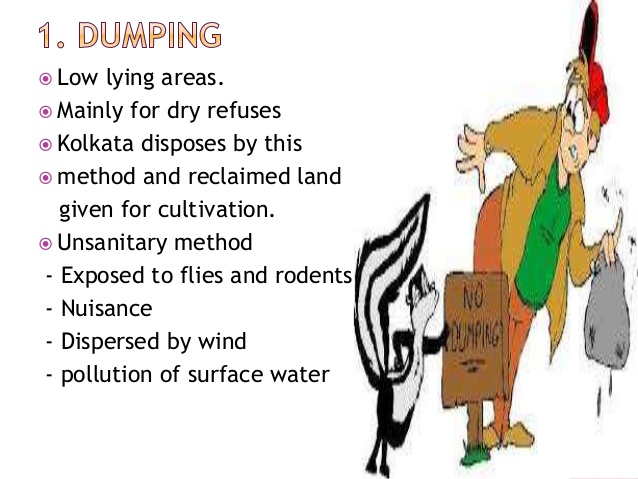 1. DUMPING
Low lying areas.
Mainly for dry refuses
Kolkata disposes by this
method and reclaimed land
given for cultivation.
Unsanitary method
- Exposed to flies and rodents
- Nuisance
- Dispersed by wind
- pollution of surface water
NO
DUMPING